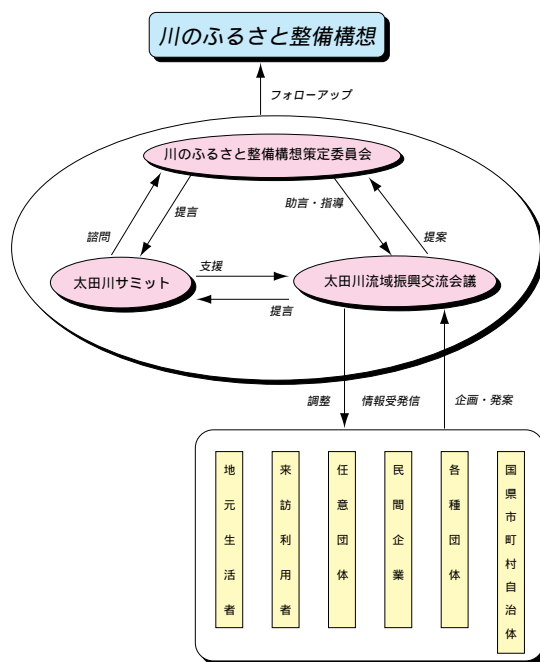 川のふるさと整備構想
フォローアップ
川のふるさと整備構想策定委員会
諮問
提言
助言・指導
提案
太田川サミット
支援
提言
太田川流域振興交流会議
調整
情報受発信
企画・発案
地元生活者
来訪利用者
任意団体
民間企業
各種団体
国県市町村自治体